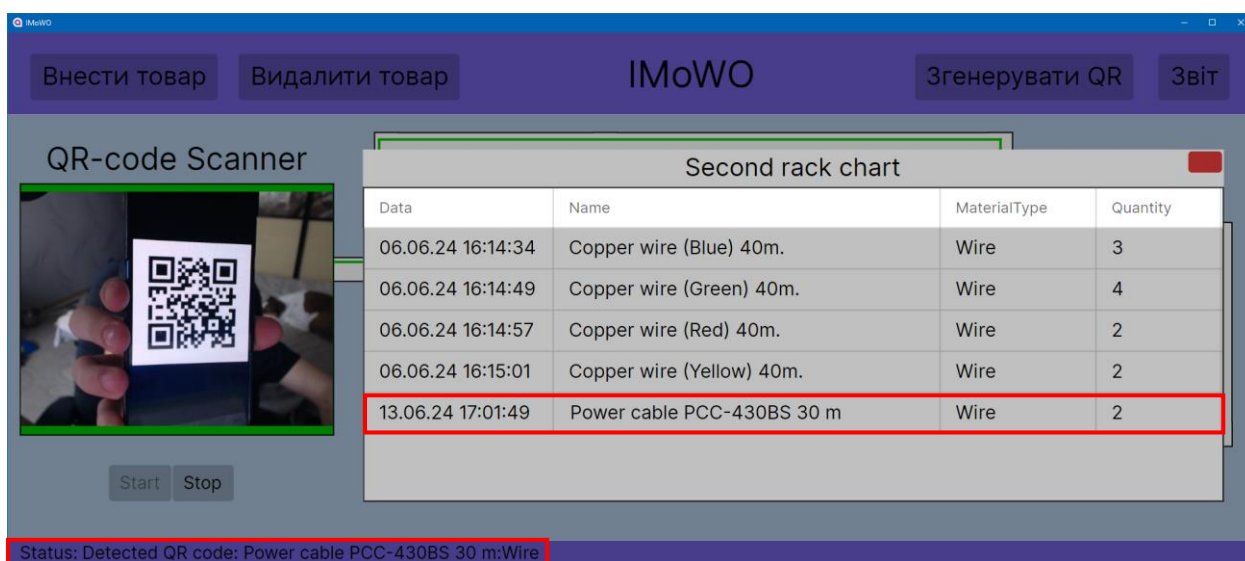 IMoWO
Внести товар Видалити товар IMoWO Згенерувати QR Звіт
QR-code Scanner
Second rack chart
Data Name MaterialType Quantity
06.06.24 16:14:34 Copper wire (Blue) 40m. Wire 3
06.06.24 16:14:49 Copper wire (Green) 40m. Wire 4
06.06.24 16:14:57 Copper wire (Red) 40m. Wire 2
06.06.24 16:15:01 Copper wire (Yellow) 40m. Wire 2
13.06.24 17:01:49 Power cable PCC-430BS 30 m Wire 2
Start Stop
Status: Detected QR code: Power cable PCC-430BS 30 m:Wire